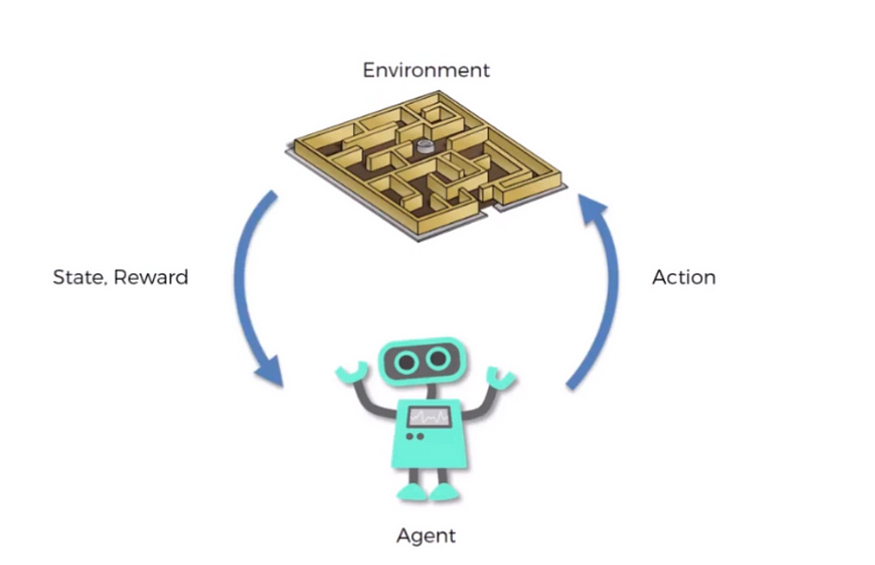 Environment
State, Reward
Action
Agent